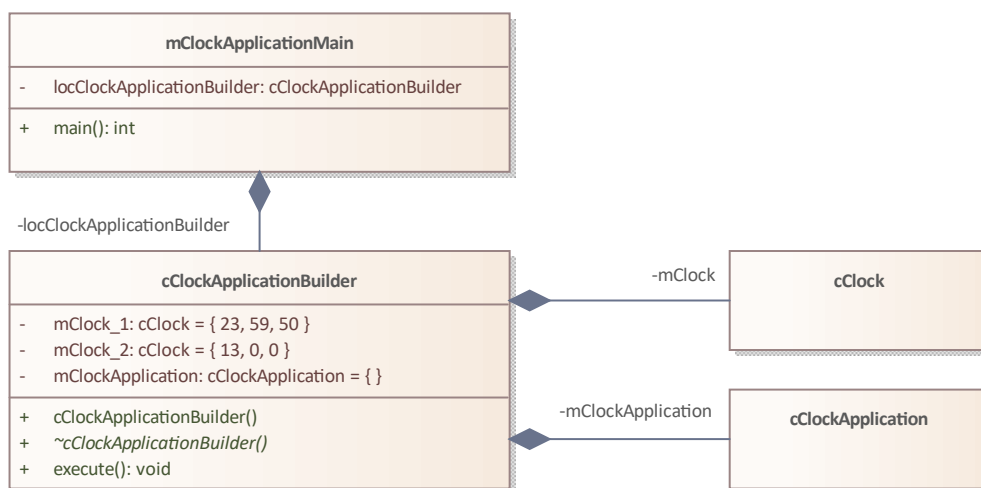 mClockApplicationMain
- locClockApplicationBuilder: cClockApplicationBuilder
+ main(): int
-locClockApplicationBuilder
cClockApplicationBuilder
- mClock_1: cClock = { 23, 59, 50 }
- mClock_2: cClock = { 13, 0, 0 }
- mClockApplication: cClockApplication = { }
+ cClockApplicationBuilder()
+ ~cClockApplicationBuilder()
+ execute(): void
-mClock
cClock
-mClockApplication
cClockApplication